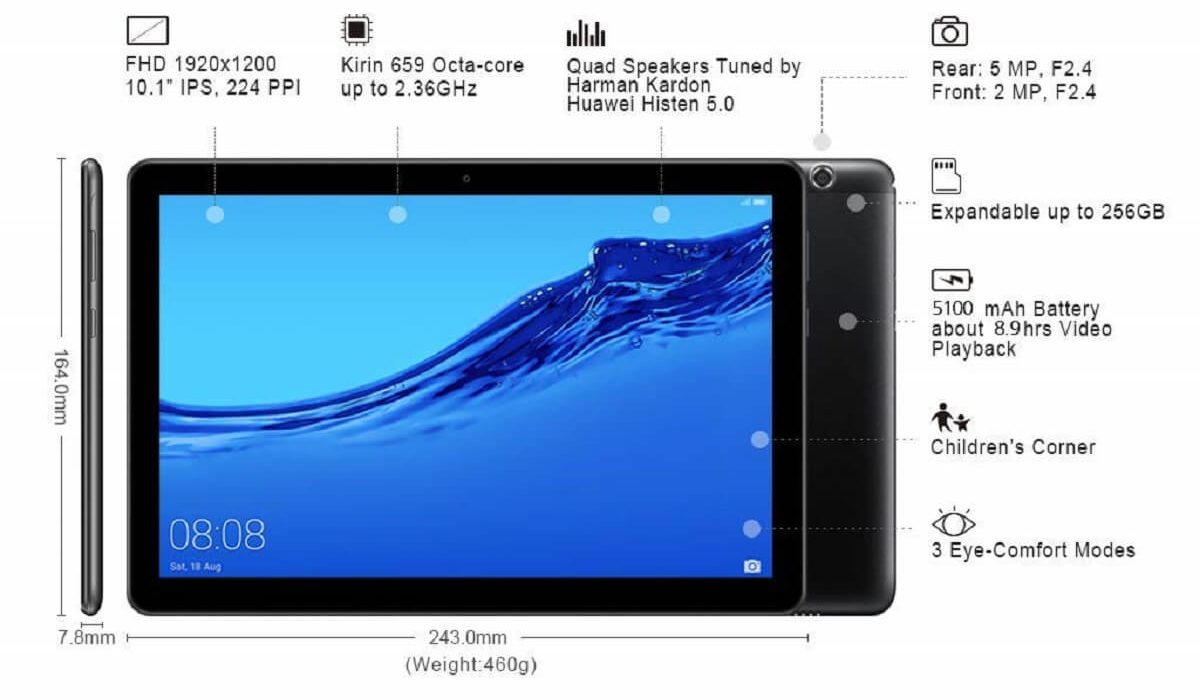 FHD 1920x1200
10.1" IPS, 224 PPI
Kirin 659 Octa-core
up to 2.36GHz
Quad Speakers Tuned by
Harman Kardon
Huawei Histen 5.0
Rear: 5 MP, F2.4
Front: 2 MP, F2.4
Expandable up to 256GB
5100 mAh Battery
about 8.9hrs Video
Playback
Children's Corner
3 Eye-Comfort Modes
08:08
Sat, 18 Aug
164.0mm
7.8mm
243.0mm
(Weight:460g)